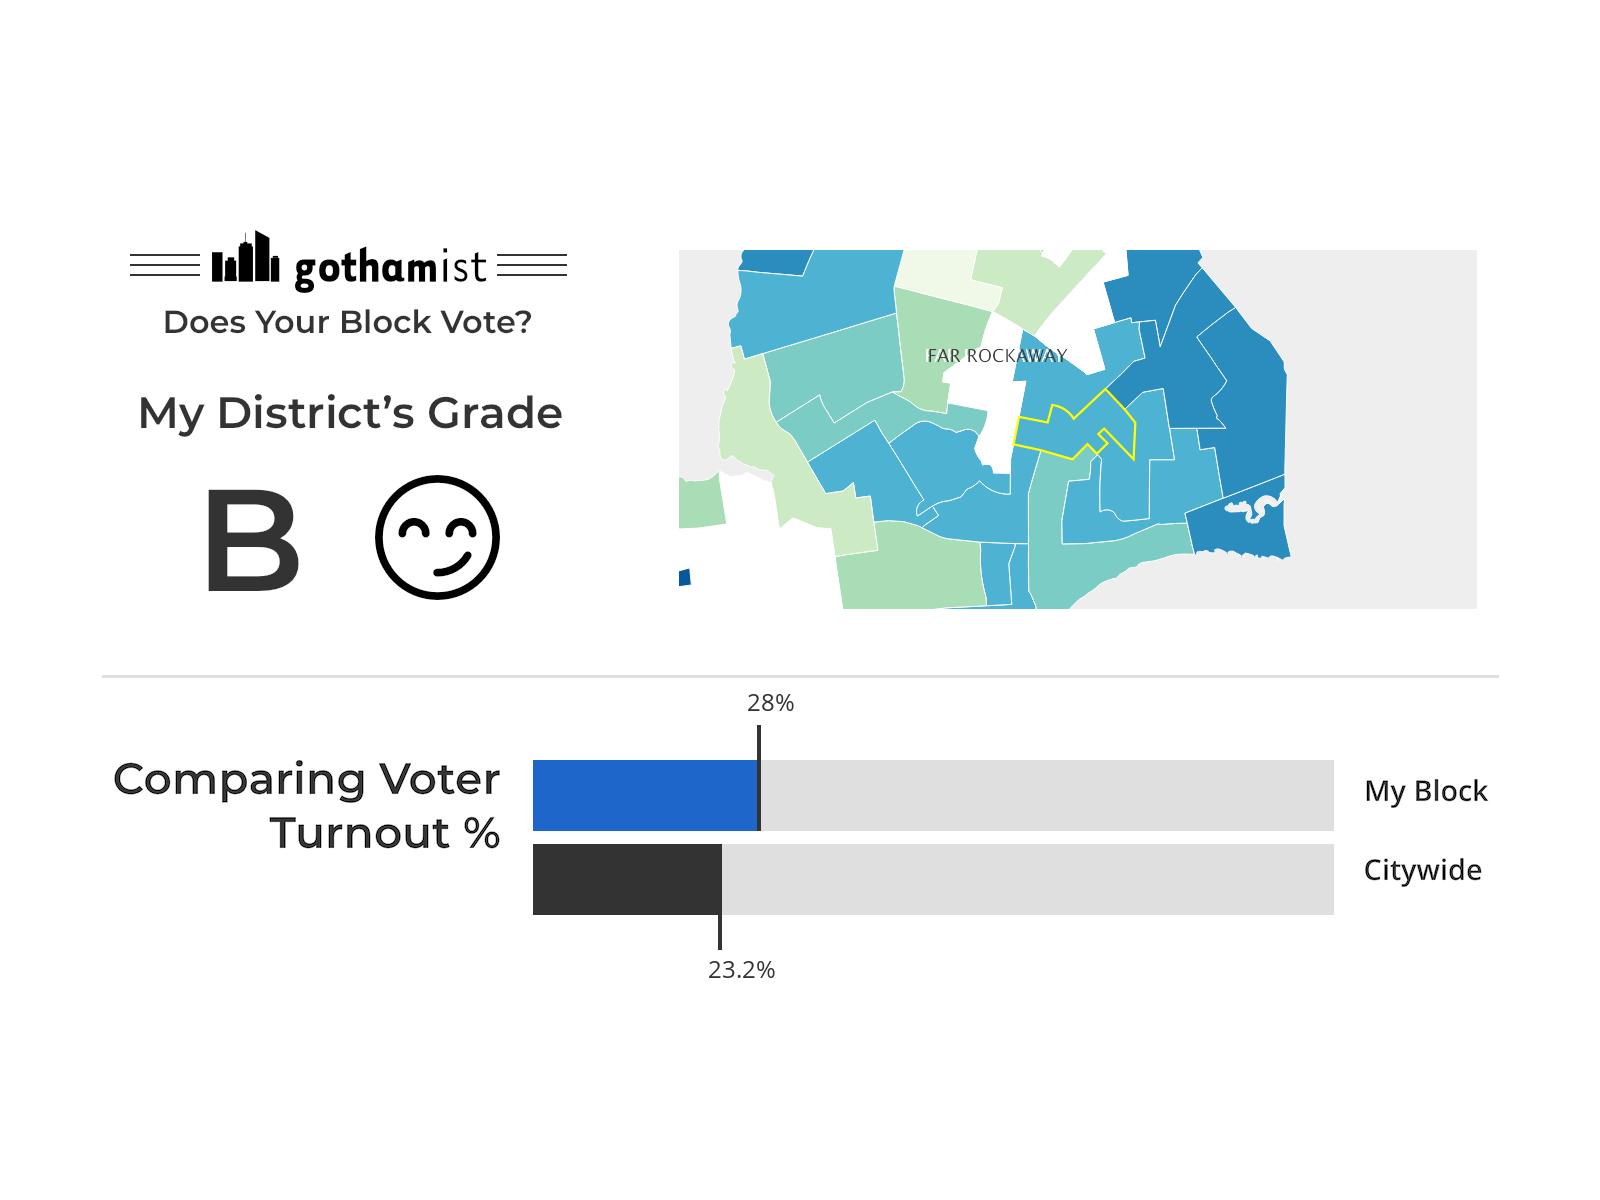 gothamist
Does Your Block Vote?
My District’s Grade
B
FAR ROCKAWAY
28%
Comparing Voter
Turnout %
My Block
Citywide
23.2%